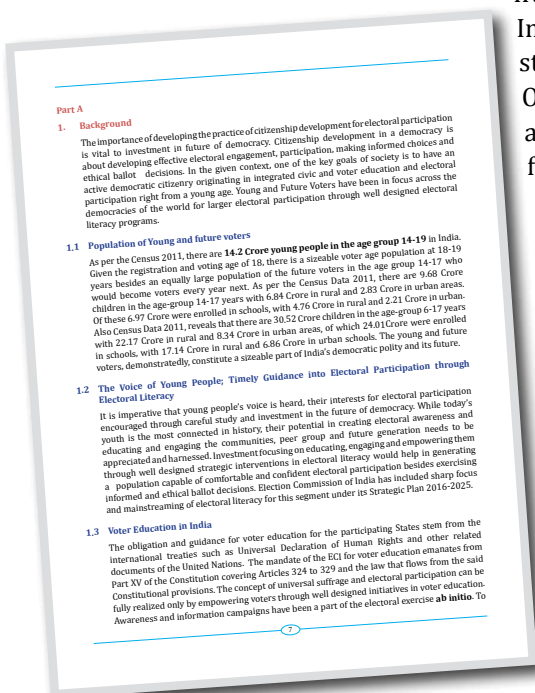 Part A
1. Background
The importance of developing the practice of citizenship development for electoral participation
is vital to investment in future of democracy. Citizenship development in a democracy is
about developing effective electoral engagement, participation, making informed choices and
ethical ballot decisions. In the given context, one of the key goals of society is to have an
active democratic citizenry originating in integrated civic and voter education and electoral
participation right from a young age. Young and Future Voters have been in focus across the
democracies of the world for larger electoral participation through well designed electoral
literacy programs.
1.1 Population of Young and future voters
As per the Census 2011, there are 14.2 Crore young people in the age group 14-19 in India.
Given the registration and voting age of 18, there is a sizeable voter age population at 18-19
years besides an equally large population of the future voters in the age group 14-17 who
would become voters every year next. As per the Census Data 2011, there are 9.68 Crore
children in the age-group 14-17 years with 6.84 Crore in rural and 2.83 Crore in urban areas.
Of these 6.97 Crore were enrolled in schools, with 4.76 Crore in rural and 2.21 Crore in urban.
Also Census Data 2011, reveals that there are 30.52 Crore children in the age-group 6-17 years
with 22.17 Crore in rural and 8.34 Crore in urban areas, of which 24.01Crore were enrolled
in schools, with 17.14 Crore in rural and 6.86 Crore in urban schools. The young and future
voters, demonstratedly, constitute a sizeable part of India's democratic polity and its future.
1.2 The Voice of Young People; Timely Guidance into Electoral Participation through
Electoral Literacy
It is imperative that young people's voice is heard, their interests for electoral participation
encouraged through careful study and investment in the future of democracy. While today's
youth is the most connected in history, their potential in creating electoral awareness and
educating and engaging the communities, peer group and future generation needs to be
appreciated and harnessed. Investment focusing on educating, engaging and empowering them
through well designed strategic interventions in electoral literacy would help in generating
a population capable of comfortable and confident electoral participation besides exercising
informed and ethical ballot decisions. Election Commission of India has included sharp focus
and mainstreaming of electoral literacy for this segment under its Strategic Plan 2016-2025.
1.3 Voter Education in India
The obligation and guidance for voter education for the participating States stem from the
international treaties such as Universal Declaration of Human Rights and other related
documents of the United Nations. The mandate of the ECI for voter education emanates from
Part XV of the Constitution covering Articles 324 to 329 and the law that flows from the said
Constitutional provisions. The concept of universal suffrage and electoral participation can be
fully realized only by empowering voters through well designed initiatives in voter education.
Awareness and information campaigns have been a part of the electoral exercise ab initio. To
7
In
st
a
f